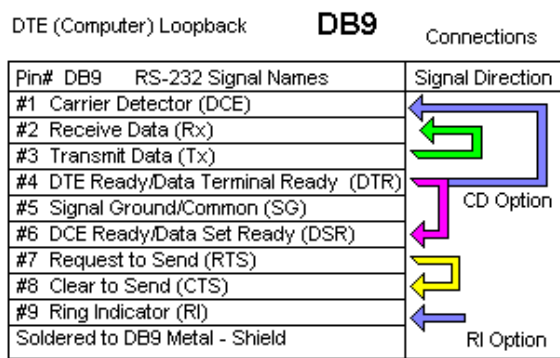 DTE (Computer) Loopback DB9 Connections
Pin# DB9 RS-232 Signal Names Signal Direction
#1 Carrier Detector (DCE)
#2 Receive Data (Rx)
#3 Transmit Data (Tx)
#4 DTE Ready/Data Terminal Ready (DTR)
#5 Signal Ground/Common (SG) CD Option
#6 DCE Ready/Data Set Ready (DSR)
#7 Request to Send (RTS)
#8 Clear to Send (CTS)
#9 Ring Indicator (RI)
Soldered to DB9 Metal - Shield RI Option